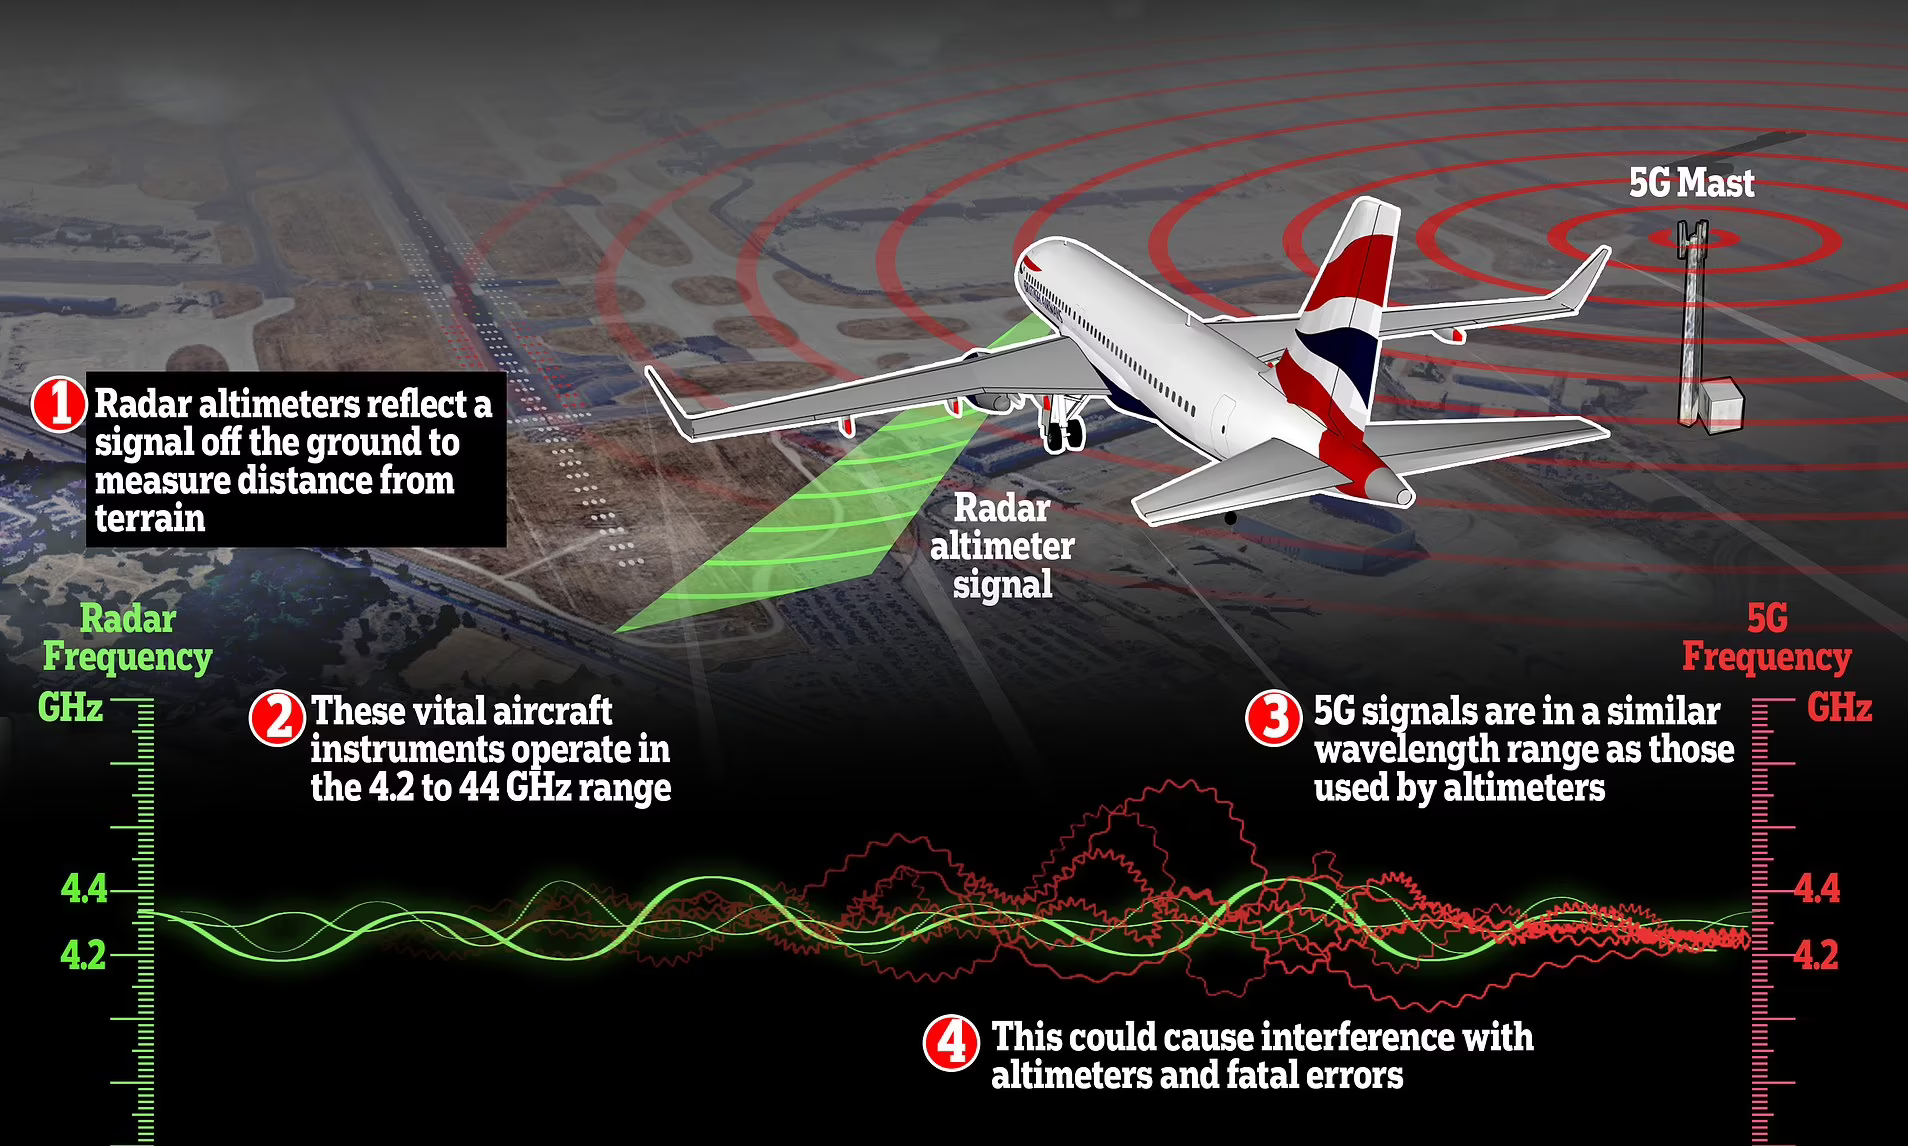 5G Mast
1 Radar altimeters reflect a
signal off the ground to
measure distance from
terrain
Radar
altimeter
signal
Radar
Frequency
GHz
4.4
4.2
2 These vital aircraft
instruments operate in
the 4.2 to 44 GHz range
3 5G signals are in a similar
wavelength range as those
used by altimeters
5G
Frequency
GHz
4.4
4.2
4 This could cause interference with
altimeters and fatal errors